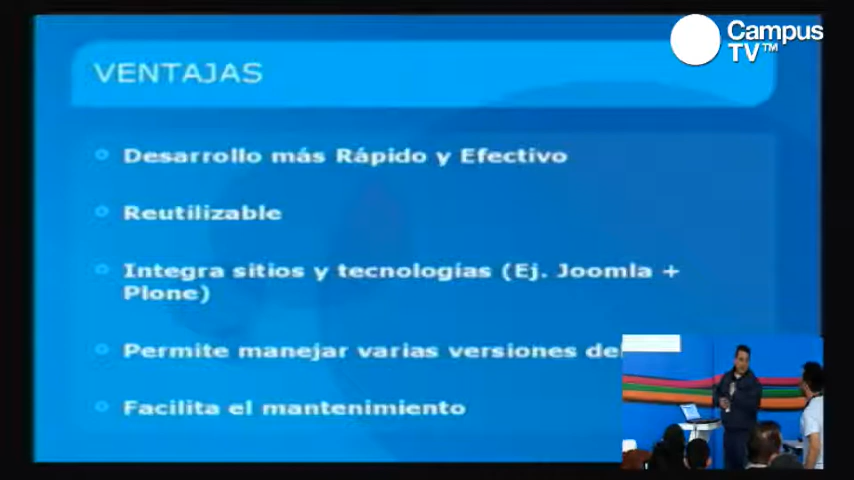 Campus
TV™
VENTAJAS
Desarrollo más Rápido y Efectivo
Reutilizable
Integra sitios y tecnologías (Ej. Joomla +
Plone)
Permite manejar varias versiones de
Facilita el mantenimiento